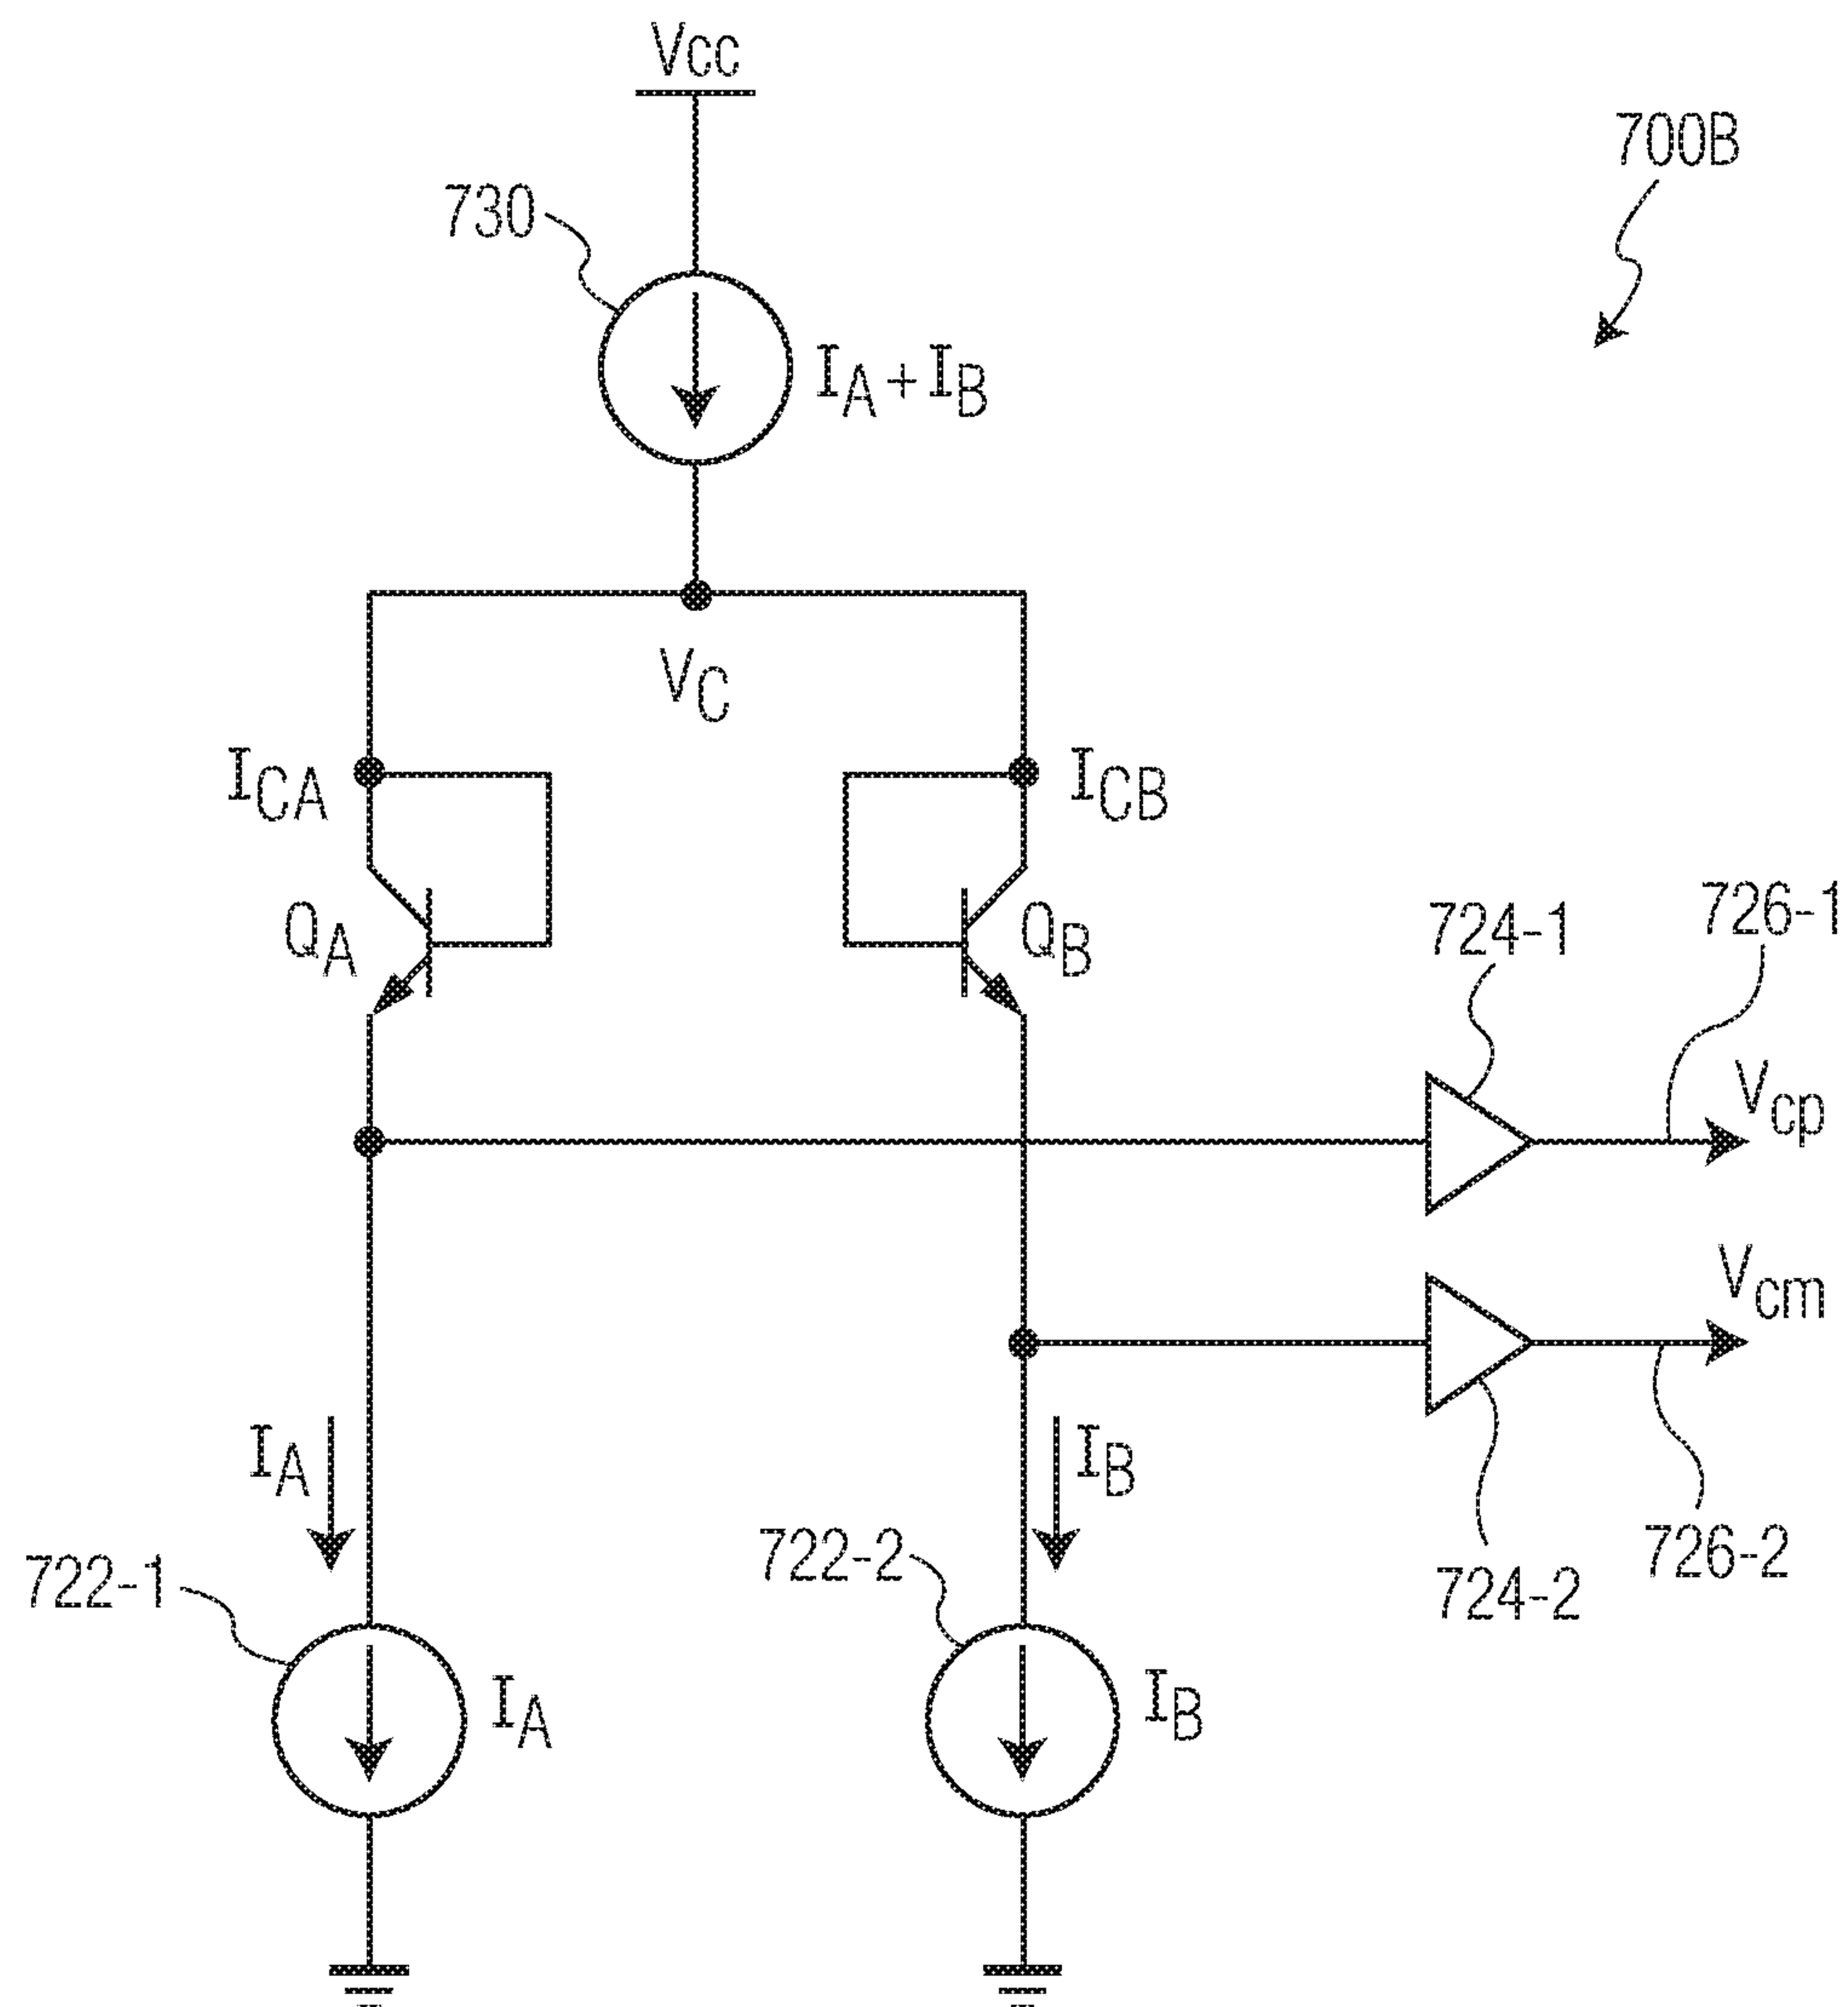 Vcc
700B
730
IA+IB
VC
ICA
ICB
QA
QB
724-1
726-1
Vcp
Vcm
IA
IB
722-1
722-2
724-2
726-2
IA
IB